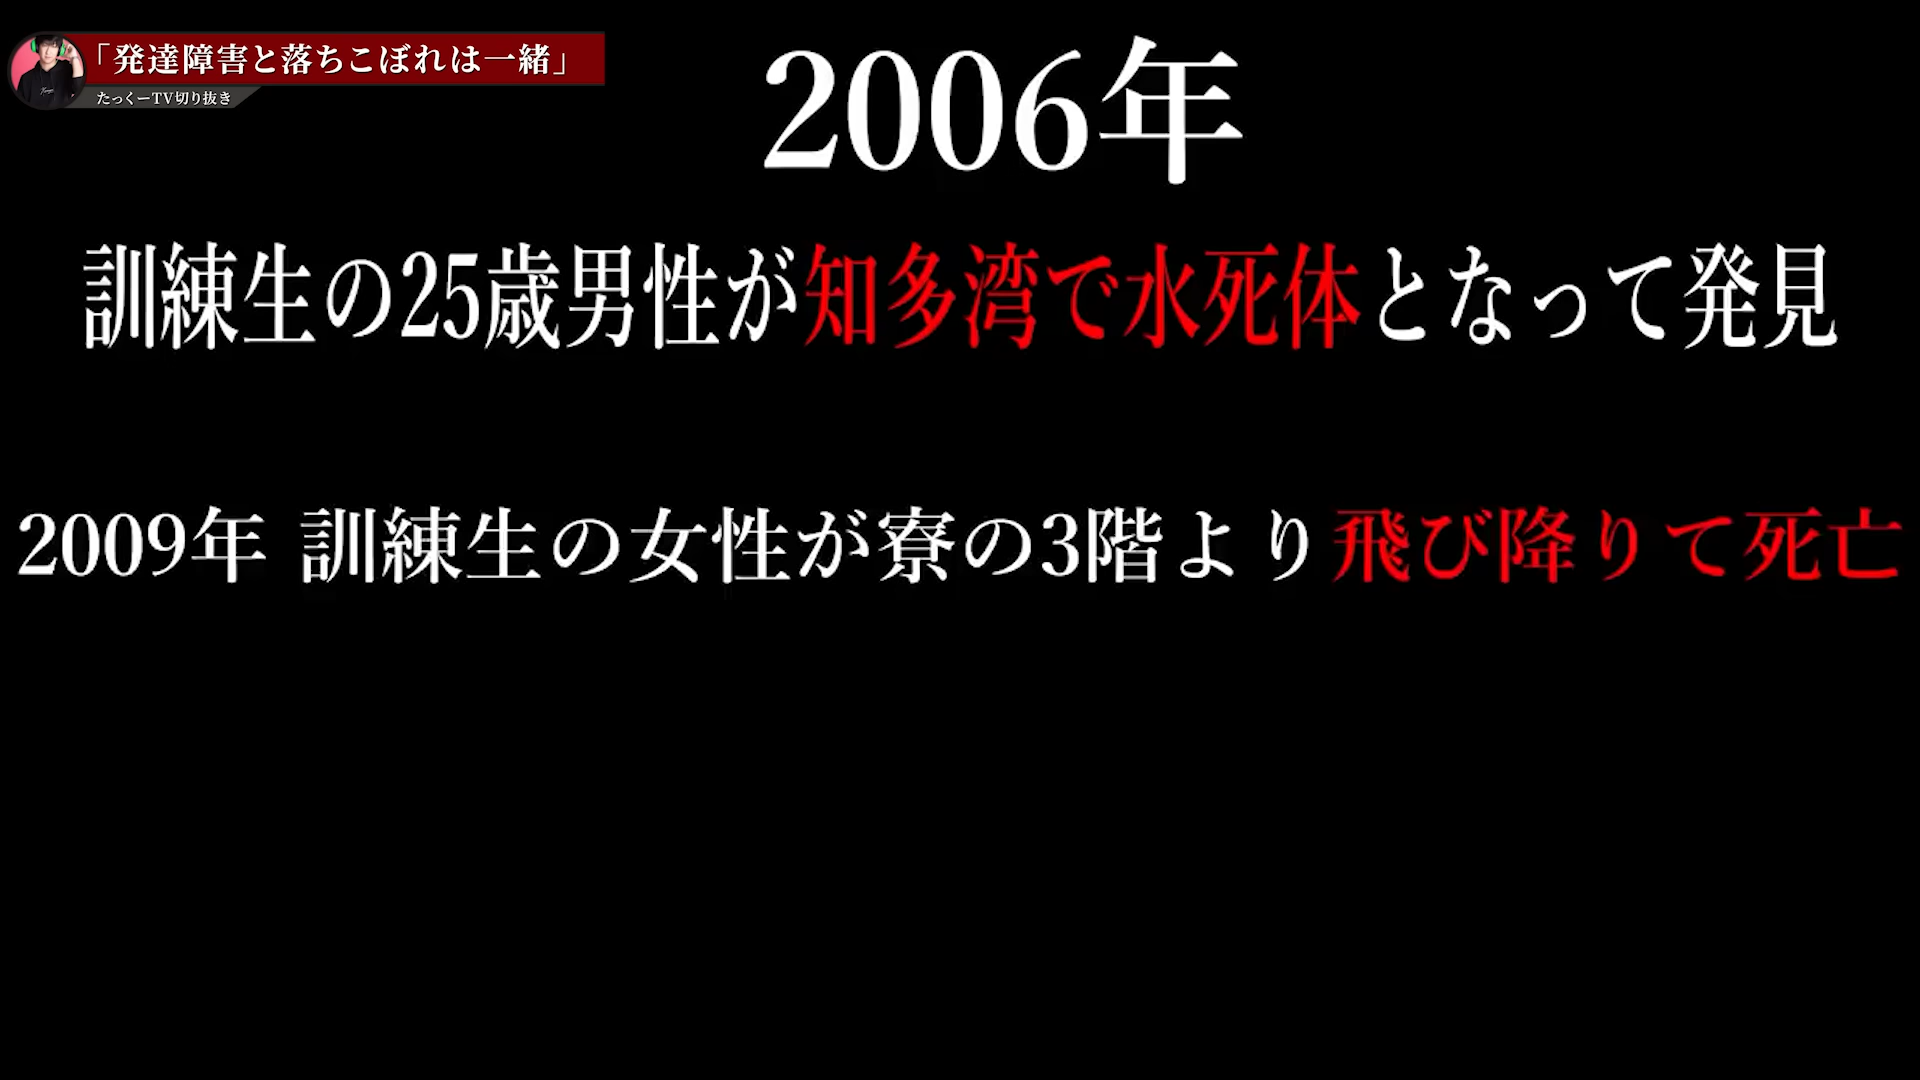 「発達障害と落ちこぼれは一緒」
たっくーTV切り抜き
2006年
訓練生の25歳男性が知多湾で水死体となって発見
2009年 訓練生の女性が寮の3階より飛び降りて死亡